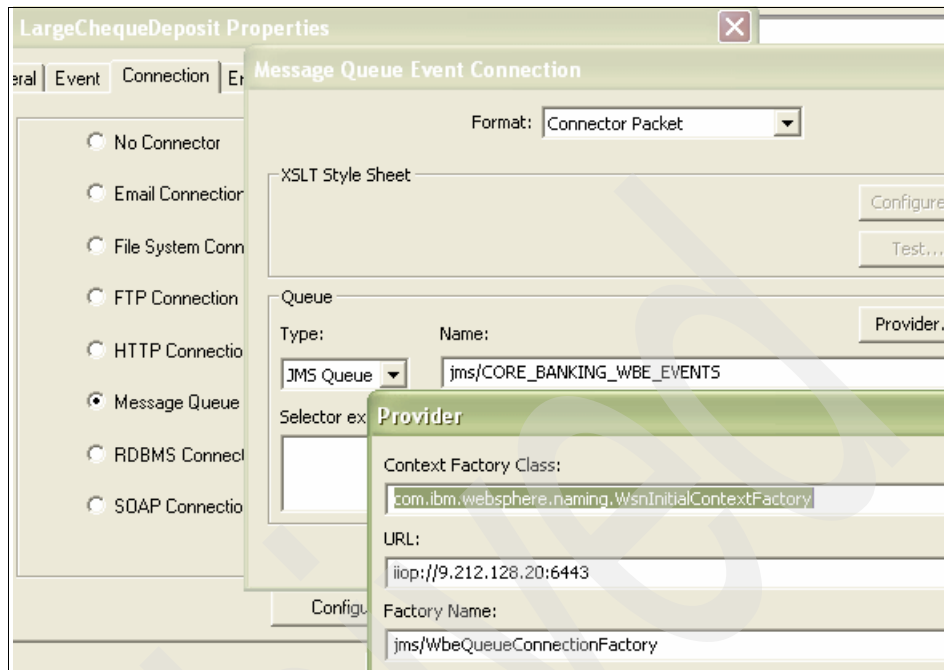 LargeChequeDeposit Properties
eral Event Connection Er
Message Queue Event Connection
Format: Connector Packet
No Connector
Email Connection
File System Conn
FTP Connection
HTTP Connectio
Message Queue
RDBMS Connect
SOAP Connectio
XSLT Style Sheet
Configure
Test...
Queue
Provider.
Type: Name:
JMS Queue jms/CORE_BANKING_WBE_EVENTS
Selector ex
Provider
Context Factory Class:
com.ibm.websphere.naming.WsnInitialContextFactory
URL:
iiop://9.212.128.20:6443
Configu
Factory Name:
jms/WbeQueueConnectionFactory